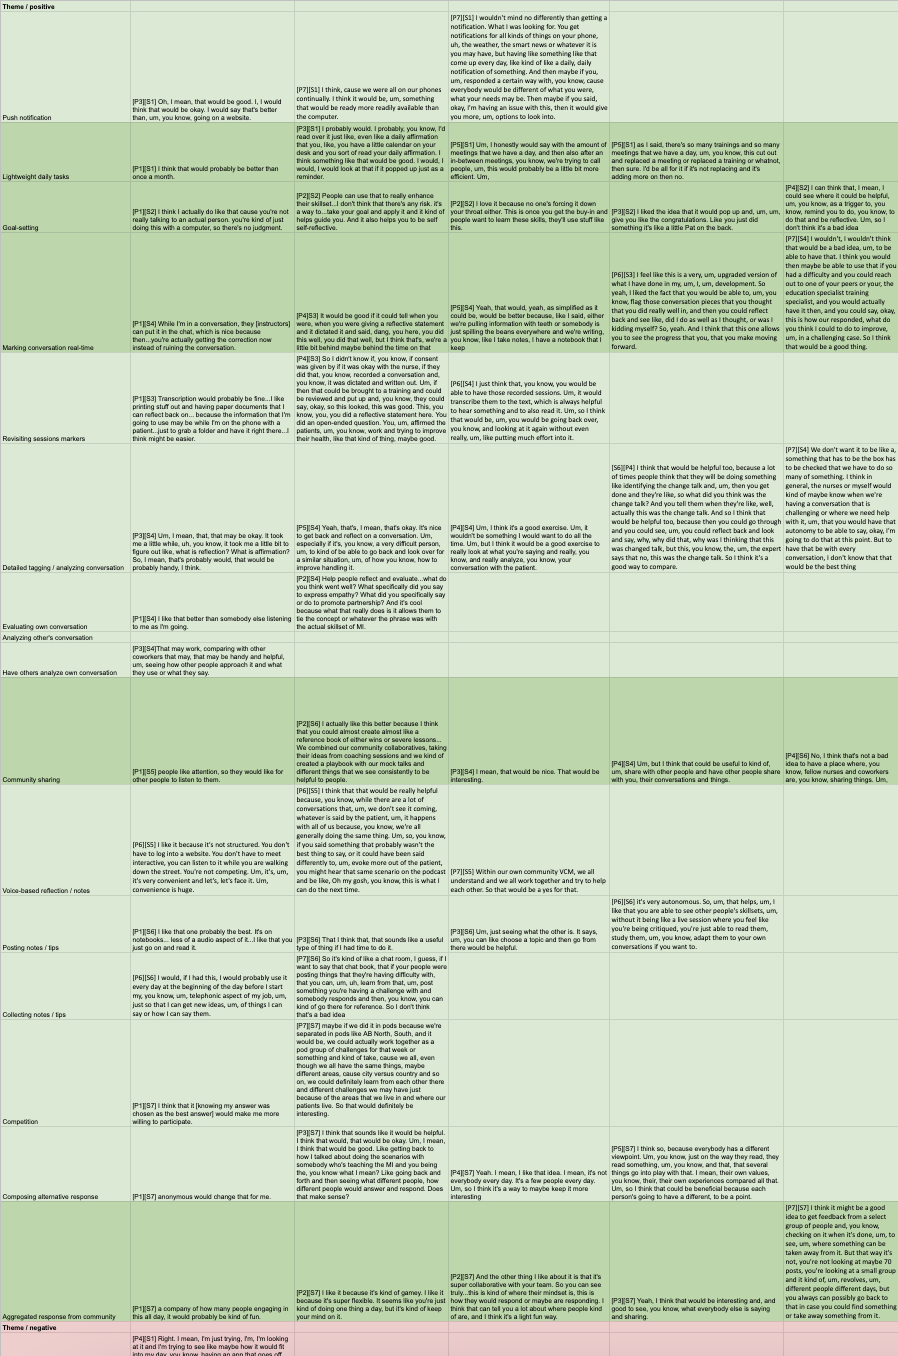 Theme / positive
Push notification
[P3][S1] Oh, I mean, that would be good. I, I would
think that would be okay. I would say that's better
than, um, you know, going on a website.
[P7][S1] I think, cause we were all on our phones
continually. I think it would be, um, something
that would be ready more readily available than
the computer.
[P7][S1] I wouldn't mind no differently than getting a
notification. What I was looking for. You get
notifications for all kinds of things on your phone,
uh, the weather, the smart news or whatever it is
you may have, but having like something like that
come up every day, like kind of like a daily, daily
notification of something. And then maybe if you,
um, responded a certain way with, you know, cause
everybody would be different of what you were,
what your needs may be. Then maybe if you said,
okay, I'm having an issue with this, then it would
give you more, um, options to look into.
Lightweight daily tasks
[P1][S1] I think that would probably be better than
once a month.
[P3][S1] I probably would. I probably, you know, I'd
read over it just like, even like a daily affirmation
that, you, like, you have a little calendar on your
desk and you sort of read your daily affirmation. I
think something like that would be good. I would, I
would, I would look at that if it popped up just as a
reminder.
[P5][S1] Um, I honestly would say with the amount of
meetings that we have a day, and then also after an
in-between meetings, you know, we're trying to call
people, um, this would probably be a little bit more
efficient. Um,
[P5][S1] as I said, there's so many trainings and so many
meetings that we have a day, um, you know, this cut out
and replaced a meeting or replaced a training or whatnot,
then sure. I'd be all for it if it's not replacing and it's
adding more on then no.
Goal-setting
[P1][S2] I think I actually do like that cause you're not
really talking to an actual person. you're kind of just
doing this with a computer, so there's no judgment.
[P2][S2] People can use that to really enhance
their skillset...I don't think that there's any risk. it's
a way to...take your goal and apply it and it kind of
helps guide you. And it also helps you to be self
self-reflective.
[P2][S2] I love it because no one's forcing it down
your throat either. This is once you get the buy-in and
people want to learn these skills, they'll use stuff like
this.
[P3][S2] I liked the idea that it would pop up and, um, um,
give you like the congratulations. Like you just did
something it's like a little Pat on the back.
[P4][S2] I can think that, I mean, I
could see where it could be helpful,
um, you know, as a trigger to, you
know, remind you to do, you know, to
do that and be reflective. Um, so I
don't think it's a bad idea
Marking conversation real-time
[P1][S4] While I'm in a conversation, they [instructors]
can put it in the chat, which is nice because
then...you're actually getting the correction now
instead of ruining the conversation.
[P4]S3] It would be good if it could tell when you
were, when you were giving a reflective statement
and it dictated it and said, dang, you here, you did
this well, you did that well, but I think that's, we're a
little bit behind maybe behind the time on that
[P5][S4] Yeah, that would, yeah, as simplified as it
could be, would be better because, like I said, either
we're pulling information with teeth or somebody is
just spilling the beans everywhere and we're writing,
you know, like I take notes, I have a notebook that I
keep
[P6][S3] I feel like this is a very, um, upgraded version of
what I have done in my, um, I, um, development. So
yeah, I liked the fact that you would be able to, um, you
know, flag those conversation pieces that you thought that
you did really well in, and then you could reflect
back and see like, did I do as well as I thought, or was I
kidding myself? So, yeah. And I think that this one allows
you to see the progress that you, that you make moving
forward.
[P7][S4] I wouldn't, I wouldn't think
that would be a bad idea, um, to be
able to have that. I think you would
then maybe be able to use that if you
had a difficulty and you could reach
out to one of your peers or your, the
education specialist training
specialist, and you would actually
have it then, and you could say, okay,
this is how our responded, what do
you think I could do to improve,
um, in a challenging case. So I think
that would be a good thing.
Revisiting sessions markers
[P1][S3] Transcription would probably be fine...I like
printing stuff out and having paper documents that I
can reflect back on... because the information that I'm
going to use may be while I'm on the phone with a
patient...just to grab a folder and have it right there...I
think might be easier.
[P4][S3] So I didn't know if, you know, if consent
was given by if it was okay with the nurse, if they
did that, you know, recorded a conversation and, you
know, it was dictated and written out. Um, if
then that could be brought to a training and could
be reviewed and put up and, you know, they could
say, okay, so this looked, this was good. This, you
know, you, you did a reflective statement here. You
did an open-ended question. You, um, affirmed the
patients, um, you know, work and trying to improve
their health, like that kind of thing, maybe good.
[P6][S4] I just think that, you know, you would be
able to have those recorded sessions. Um, it would
transcribe them to the text, which is always helpful
to hear something and to also read it. Um, so I think
that would be, um, you would be going back over,
you know, and looking at it again without even
really, um, like putting much effort into it.
Detailed tagging / analyzing conversation
[P3][S4] Um, I mean, that, that may be okay. It took
me a little while, uh, you know, it took me a little bit to
figure out like, what is reflection? What is affirmation?
So, I mean, that's probably, that would be
probably handy, I think.
[P5][S4] Yeah, that's, I mean, that's okay. It's nice
to get back and reflect on a conversation. Um,
especially if it's, you know, a very difficult person,
um, to kind of be able to go back and look over for
a similar situation, um, of how you know, how to
improve handling it.
[P4][S4] Um, I think it's a good exercise. Um, it
wouldn't be something I would want to do all the
time. Um, but I think it would be a good exercise to
really look at what you're saying and really, you
know, and really analyze, you know, your
conversation with the patient.
[S6][P4] I think that would be helpful too, because a lot
of times people think that they will be doing something
like identifying the change talk and, um, then you get
done and they're like, so what did you think was the
change talk? And you tell them when they're like, well,
actually this was the change talk. And so I think that
would be helpful too, because then you could go through
and you could see, um, you could reflect back and look
and say, why, why did that, why was I thinking that this
was changed talk, but this, you know, the, um, the expert
says that no, this was the change talk. So I think it's a
good way to compare.
[P7][S4] We don't want it to be like a,
something that has to be the box has
to be checked that we have to do so
many of something. I think in
general, the nurses or myself would
kind of maybe know when we're
having a conversation that is
challenging or where we need help
with it, um, that you would have that
autonomy to be able to say, okay, I'm
going to do that at this point. But to
have that be with every
conversation, I don't know that that
would be the best thing
Evaluating own conversation
[P1][S4] I like that better than somebody else listening
to me as I'm going.
[P2][S4] Help people reflect and evaluate...what do
you think went well? What specifically did you say
to express empathy? What did you specifically say
or do to promote partnership? And it's cool
because what that really does is it allows them to
tie the concept or whatever the phrase was with
the actual skillset of MI.
Analyzing other's conversation
Have others analyze own conversation
[P3][S4]That may work, comparing with other
coworkers that may, that may be handy and helpful,
um, seeing how other people approach it and what
they use or what they say.
Community sharing
[P1][S5] people like attention, so they would like for
other people to listen to them.
[P2][S6] I actually like this better because I think
that you could almost create almost like a
reference book of either wins or severe lessons...
We combined our community collaboratives, taking
their ideas from coaching sessions and we kind of
created a playbook with our mock talks and
different things that we see consistently to be
helpful to people.
[P3][S4] I mean, that would be nice. That would be
interesting.
[P4][S4] Um, but I think that could be useful to kind of,
um, share with other people and have other people share
with you, their conversations and things.
[P4][S6] No, I think that's not a bad
idea to have a place where, you
know, fellow nurses and coworkers
are, you know, sharing things. Um,
Voice-based reflection / notes
[P6][S5] I like it because it's not structured. You don't
have to log into a website. You don't have to meet
interactive, you can listen to it while you are walking
down the street. You're not competing. Um, it's, um,
it's very convenient and let's, let's face it. Um,
convenience is huge.
[P6][S5] I think that that would be really helpful
because, you know, while there are a lot of
conversations that, um, we don't see it coming,
whatever is said by the patient, um, it happens
with all of us because, you know, we're all
generally doing the same thing. Um, so, you know,
if you said something that probably wasn't the
best thing to say, or it could have been said
differently to, um, evoke more out of the patient,
you might hear that same scenario on the podcast
and be like, Oh my gosh, you know, this is what I
can do the next time.
[P7][S5] Within our own community VCM, we all
understand and we all work together and try to help
each other. So that would be a yes for that.
Posting notes / tips
[P1][S6] I like that one probably the best. It's on
notebooks... less of a audio aspect of it...I like that you
just go on and read it.
[P3][S6] That I think that, that sounds like a useful
type of thing if I had time to do it.
[P3][S6] Um, just seeing what the other is. It says,
um, you can like choose a topic and then go from
there would be helpful.
[P6][S6] it's very autonomous. So, um, that helps, um, I
like that you are able to see other people's skillsets, um,
without it being like a live session where you feel like
you're being critiqued, you're just able to read them,
study them, um, you know, adapt them to your own
conversations if you want to.
Collecting notes / tips
[P6][S6] I would, if I had this, I would probably use it
every day at the beginning of the day before I start
my, you know, um, telephonic aspect of my job, um,
just so that I can get new ideas, um, of things I can
say or how I can say them.
[P7][S6] So it's kind of like a chat room, I guess, if I
want to say that chat book, that if your people were
posting things that they're having difficulty with,
that you can, um, uh, learn from that, um, post
something you're having a challenge with and
somebody responds and then, you know, you can
kind of go there for reference. So I don't think
that's a bad idea
Competition
[P1][S7] I think that it [knowing my answer was
chosen as the best answer] would make me more
willing to participate.
[P7][S7] maybe if we did it in pods because we're
separated in pods like AB North, South, and it
would be, we could actually work together as a
pod group of challenges for that week or
something and kind of take, cause we all, even
though we all have the same things, maybe
different areas, cause city versus country and so
on, we could definitely learn from each other there
and different challenges we may have just
because of the areas that we live in and where our
patients live. So that would definitely be
interesting.
Composing alternative response
[P1][S7] anonymous would change that for me.
[P3][S7] I think that sounds like it would be helpful.
I think that would, that would be okay. Um, I mean,
I think that would be good. Like getting back to
how I talked about doing the scenarios with
somebody who's teaching the MI and you being the,
you know what I mean? Like going back and
forth and then seeing what different people, how
different people would answer and respond. Does
that make sense?
[P4][S7] Yeah. I mean, I like that idea. I mean, it's not
everybody every day. It's a few people every day.
Um, so I think it's a way to maybe keep it more
interesting
[P5][S7] I think so, because everybody has a different
viewpoint. Um, you know, just on the way they read, they
read something, um, you know, and that, that several
things go into play with that. I mean, their own values,
you know, their, their own experiences compared all that.
Um, so I think that could be beneficial because each
person's going to have a different, to be a point.
Aggregated response from community
[P1][S7] a company of how many people engaging in
this all day, it would probably be kind of fun.
[P2][S7] I like it because it's kind of gamey. I like
because it's super flexible. It seems like you're just
kind of doing one thing a day, but it's kind of keep
your mind on it.
[P2][S7] And the other thing I like about it is that it's
super collaborative with your team. So you can see
truly...this is kind of where their mindset is, this is
how they would respond or maybe are responding. I
think that can tell you a lot about where people kind
of are, and I think it's a light fun way.
[P3][S7] Yeah, I think that would be interesting and, and
good to see, you know, what everybody else is saying
and sharing.
[P7][S7] I think it might be a good
idea to get feedback from a select
group of people and, you know,
checking on it when it's done, um, to
see, um, where something can be
taken away from it. But that way it's
not, you're not looking at maybe 70
posts, you're looking at a small group
and it kind of, um, revolves, um,
different people different days, but
you always can possibly go back to
that in case you could find something
or take away something from it.
Theme / negative
[P4][S1] Right. I mean, I'm just trying, I'm, I'm looking
at it and I'm trying to see like maybe how it would fit
into my day, you know, having an app that goes off